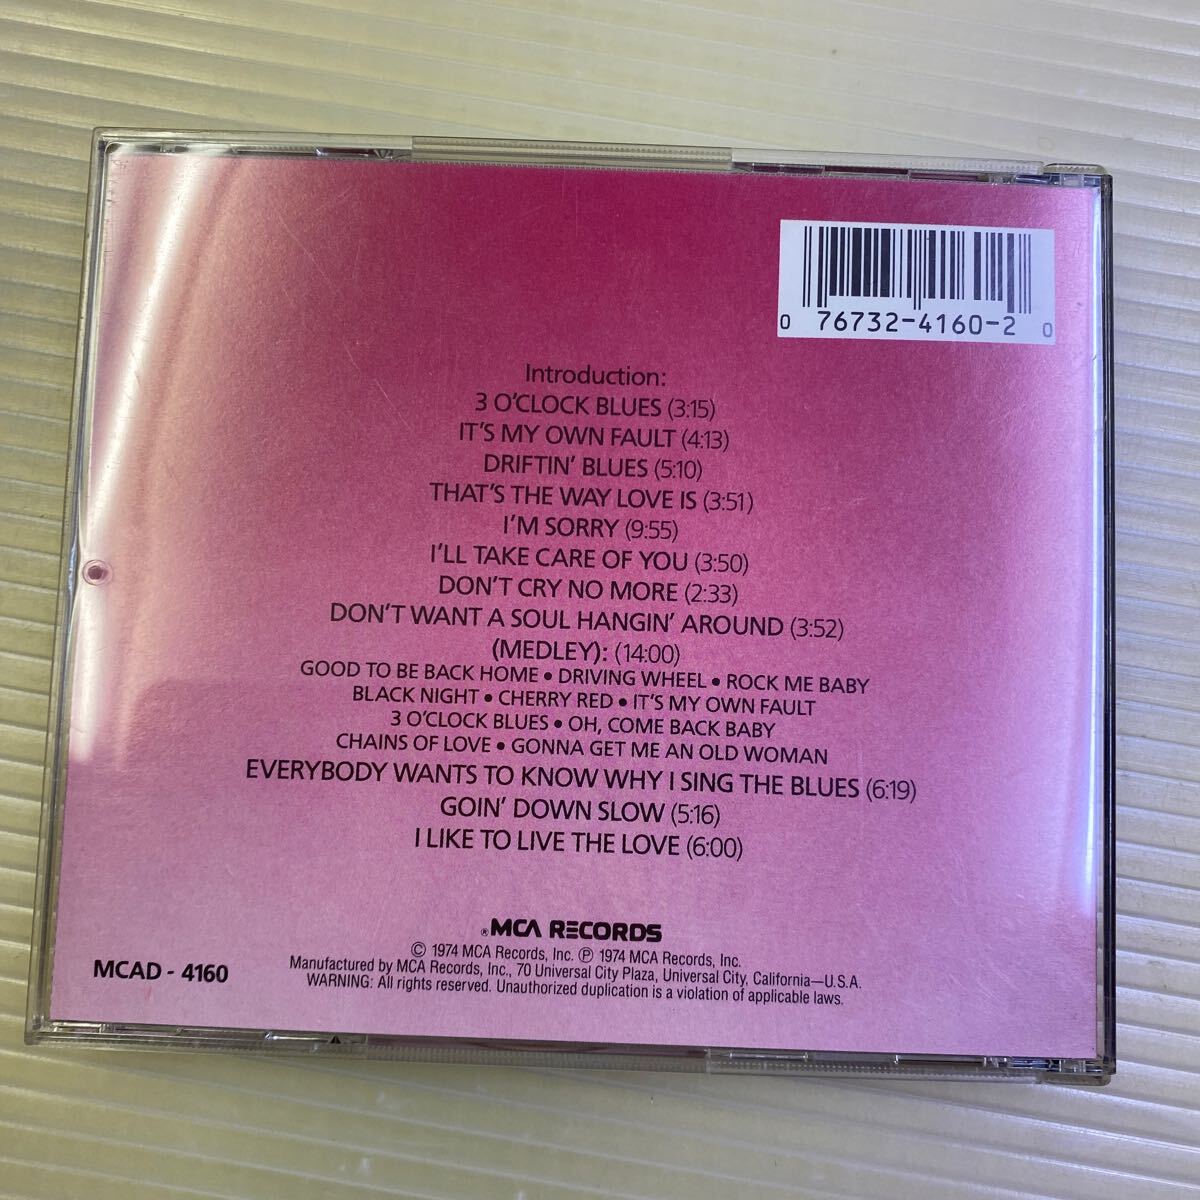 0 76732-4160-2 0
Introduction:
3 O'CLOCK BLUES (3:15)
IT'S MY OWN FAULT (4:13)
DRIFTIN' BLUES (5:10)
THAT'S THE WAY LOVE IS (3:51)
I'M SORRY (9:55)
I'LL TAKE CARE OF YOU (3:50)
DON'T CRY NO MORE (2:33)
DON'T WANT A SOUL HANGIN' AROUND (3:52)
(MEDLEY): (14:00)
GOOD TO BE BACK HOME • DRIVING WHEEL • ROCK ME BABY
BLACK NIGHT • CHERRY RED • IT'S MY OWN FAULT
3 O'CLOCK BLUES • OH, COME BACK BABY
CHAINS OF LOVE • GONNA GET ME AN OLD WOMAN
EVERYBODY WANTS TO KNOW WHY I SING THE BLUES (6:19)
GOIN' DOWN SLOW (5:16)
I LIKE TO LIVE THE LOVE (6:00)
® MCA RECORDS
© 1974 MCA Records, Inc. ℗ 1974 MCA Records, Inc.
Manufactured by MCA Records, Inc., 70 Universal City Plaza, Universal City, California—U.S.A.
WARNING: All rights reserved. Unauthorized duplication is a violation of applicable laws.
MCAD - 4160